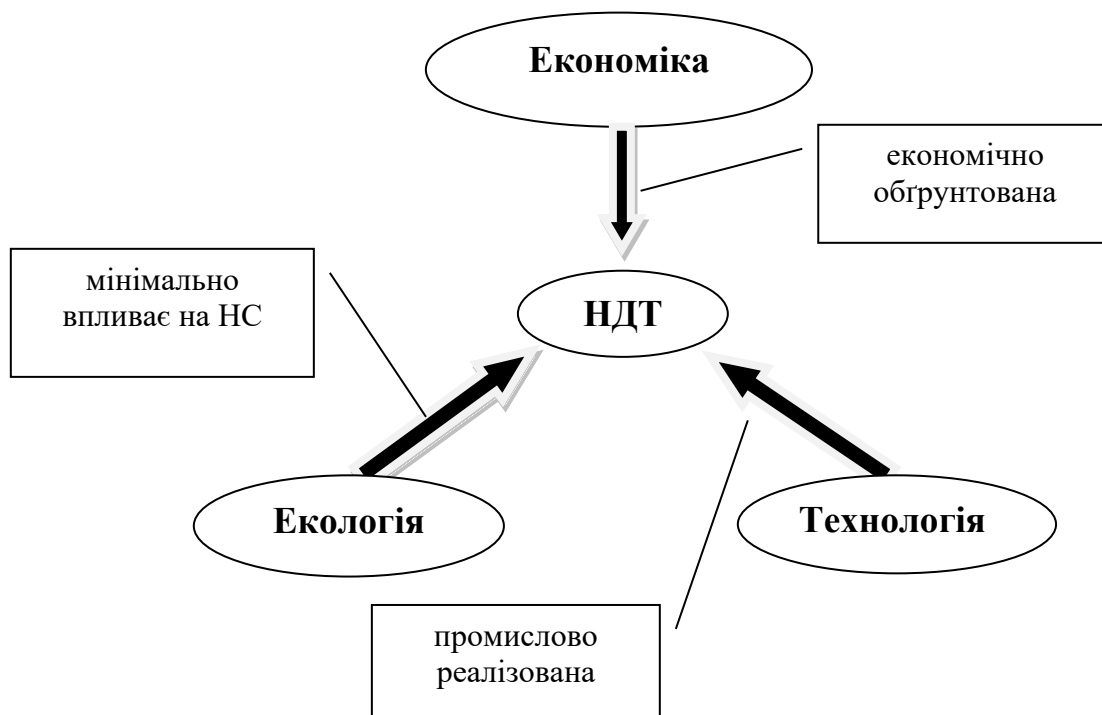 Економіка
економічно
обґрунтована
мінімально
впливає на НС
НДТ
Екологія
Технологія
промислово
реалізована